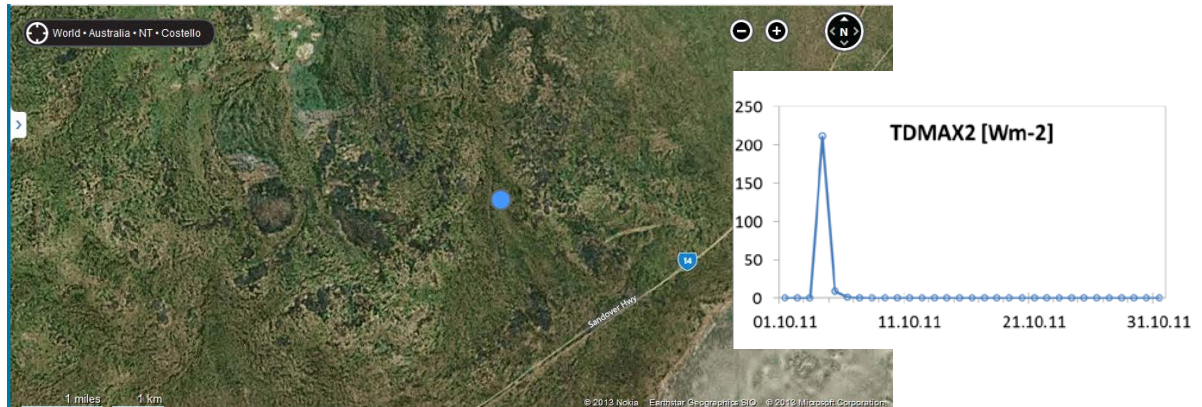 World • Australia • NT • Costello
N
14
Sandover Hwy
1 miles 1 km
© 2013 Nokia Earthstar Geographics SIO © 2013 Microsoft Corporation
TDMAX2 [Wm-2]
250
200
150
100
50
0
01.10.11 11.10.11 21.10.11 31.10.11